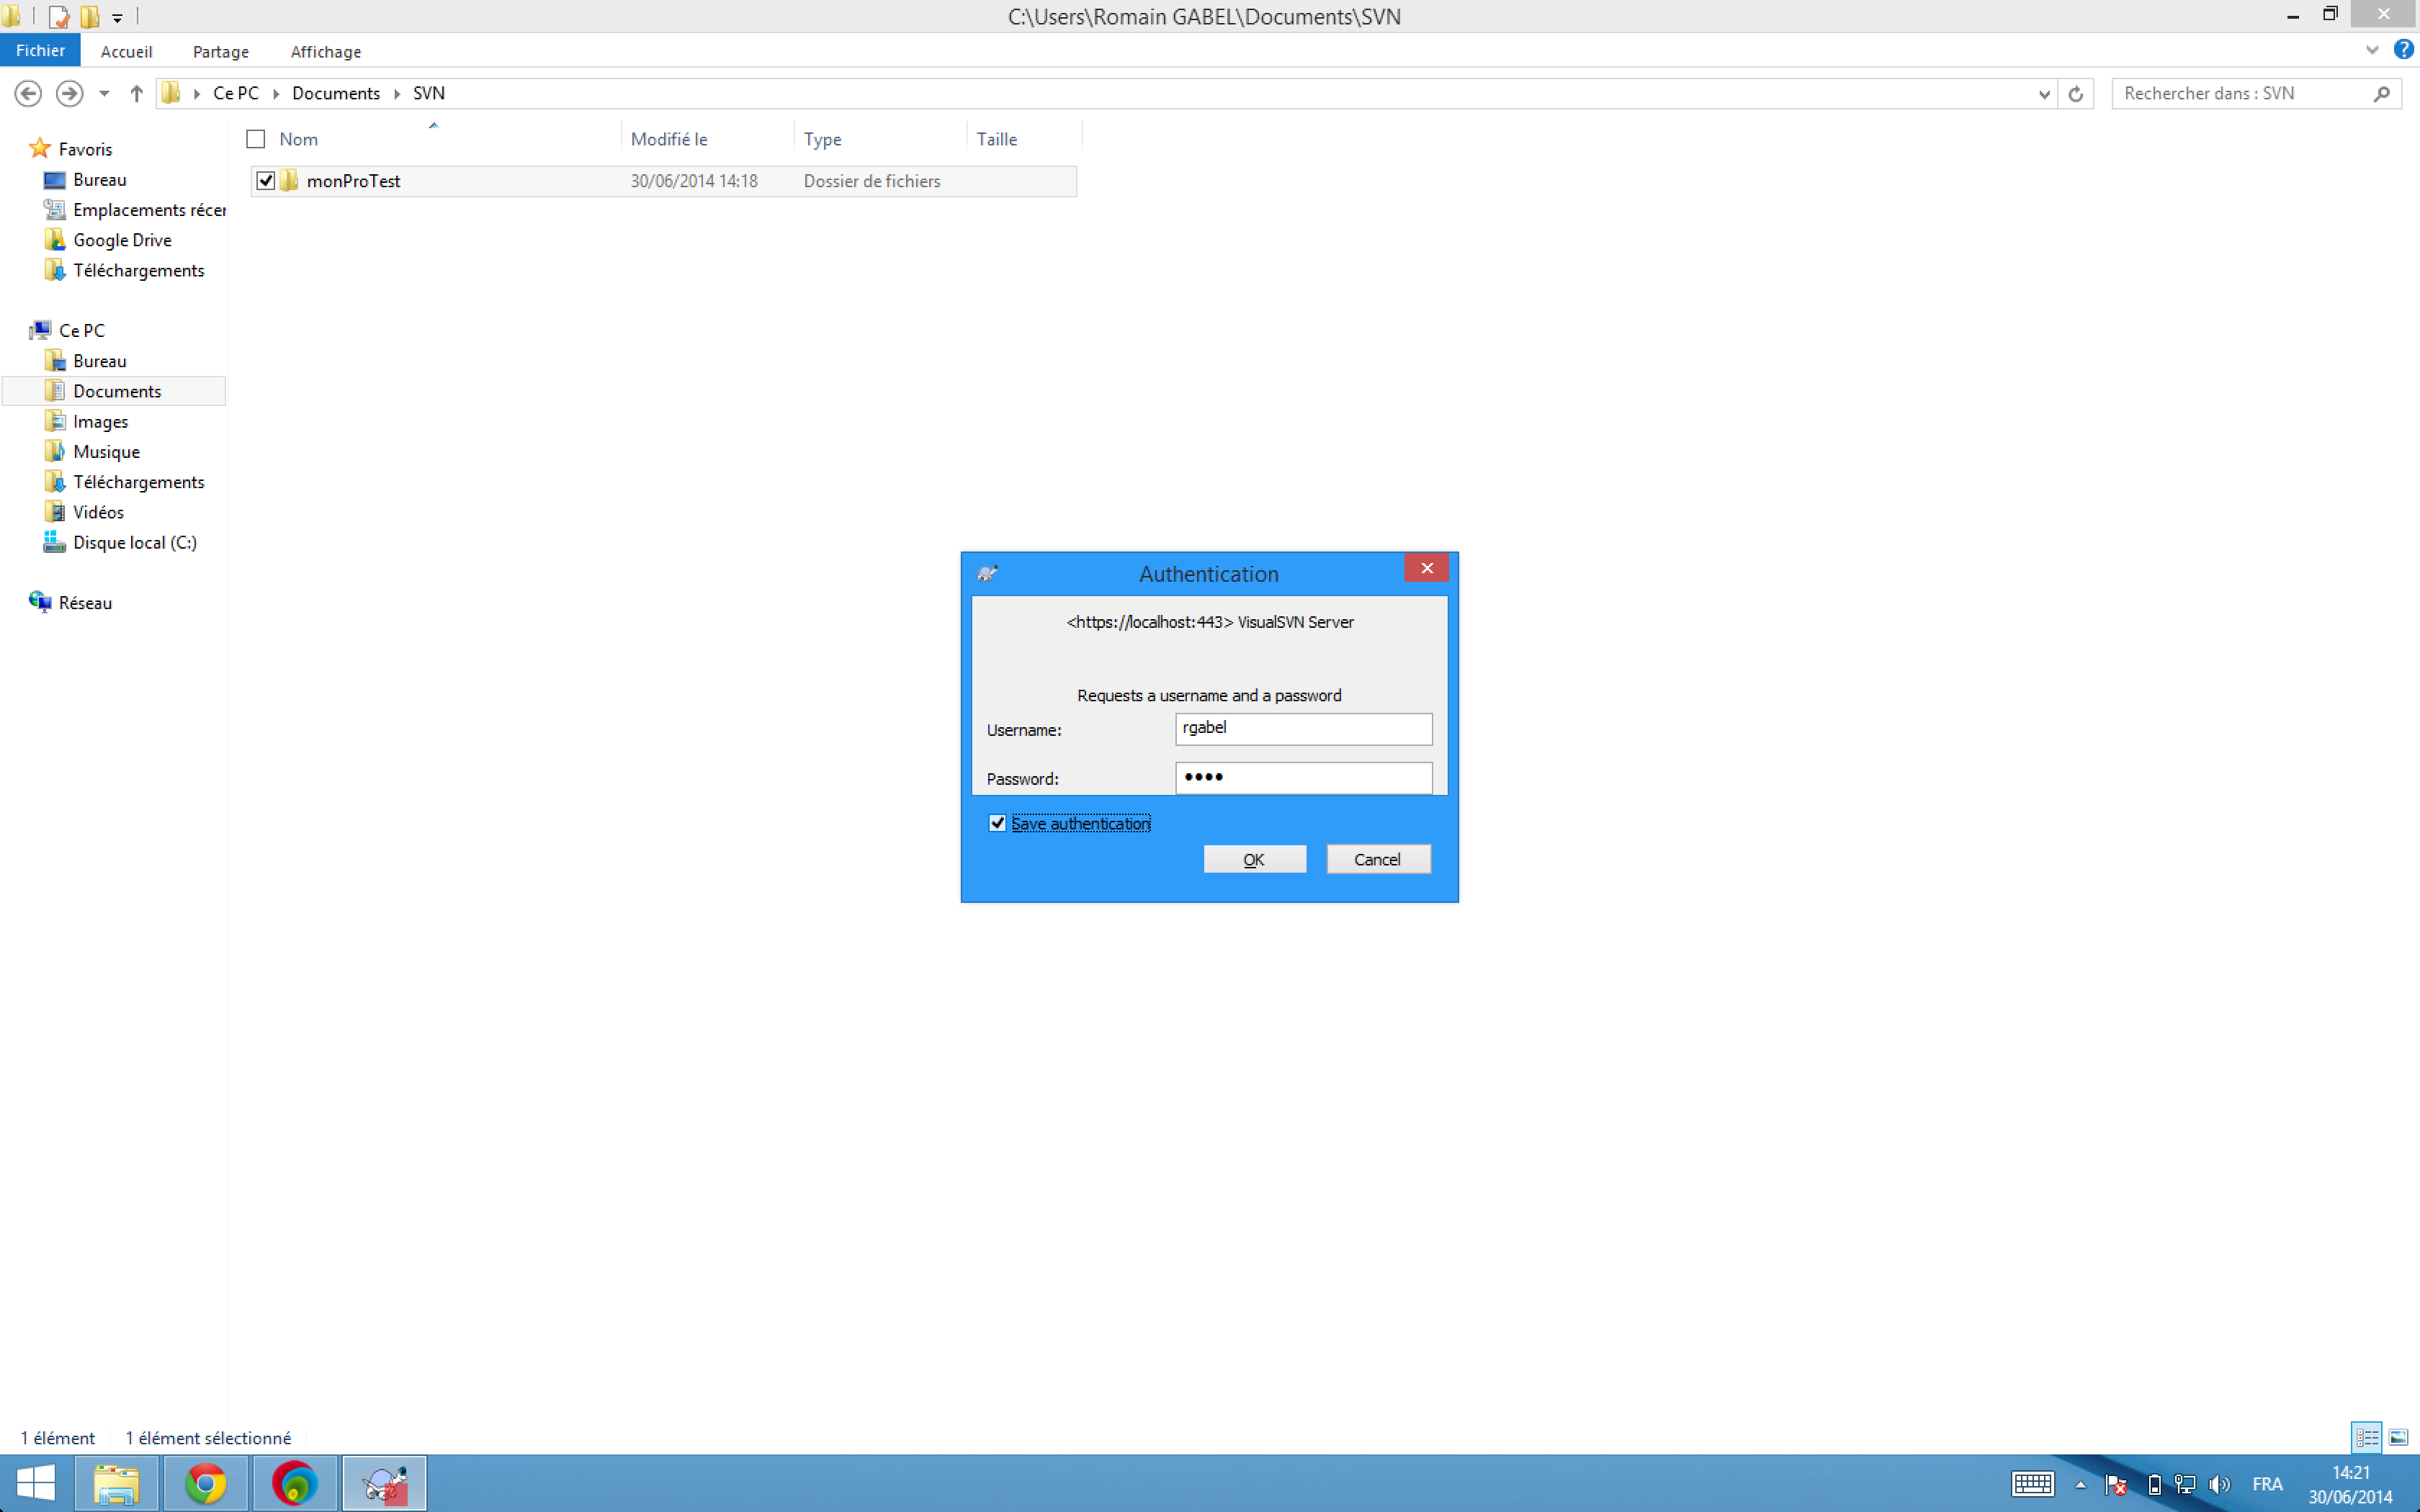 C:\Users\Romain GABEL\Documents\SVN
Fichier Accueil Partage Affichage
Ce PC Documents SVN
Rechercher dans : SVN
Nom Modifié le Type Taille
monProTest 30/06/2014 14:18 Dossier de fichiers
Favoris
Bureau
Emplacements récer
Google Drive
Téléchargements
Ce PC
Bureau
Documents
Images
Musique
Téléchargements
Vidéos
Disque local (C:)
Réseau
Authentication
<https://localhost:443> VisualSVN Server
Requests a username and a password
Username: rgabel
Password: ••••
Save authentication
OK Cancel
1 élément 1 élément sélectionné
FRA
14:21
30/06/2014